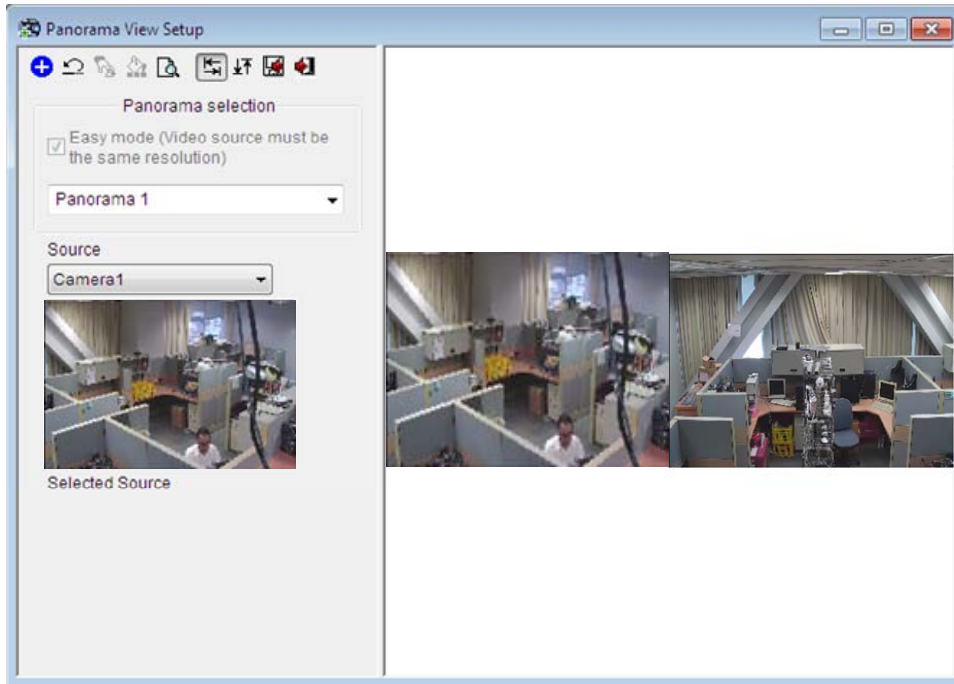 Panorama View Setup
Panorama selection
Easy mode (Video source must be
the same resolution)
Panorama 1
Source
Camera1
Selected Source